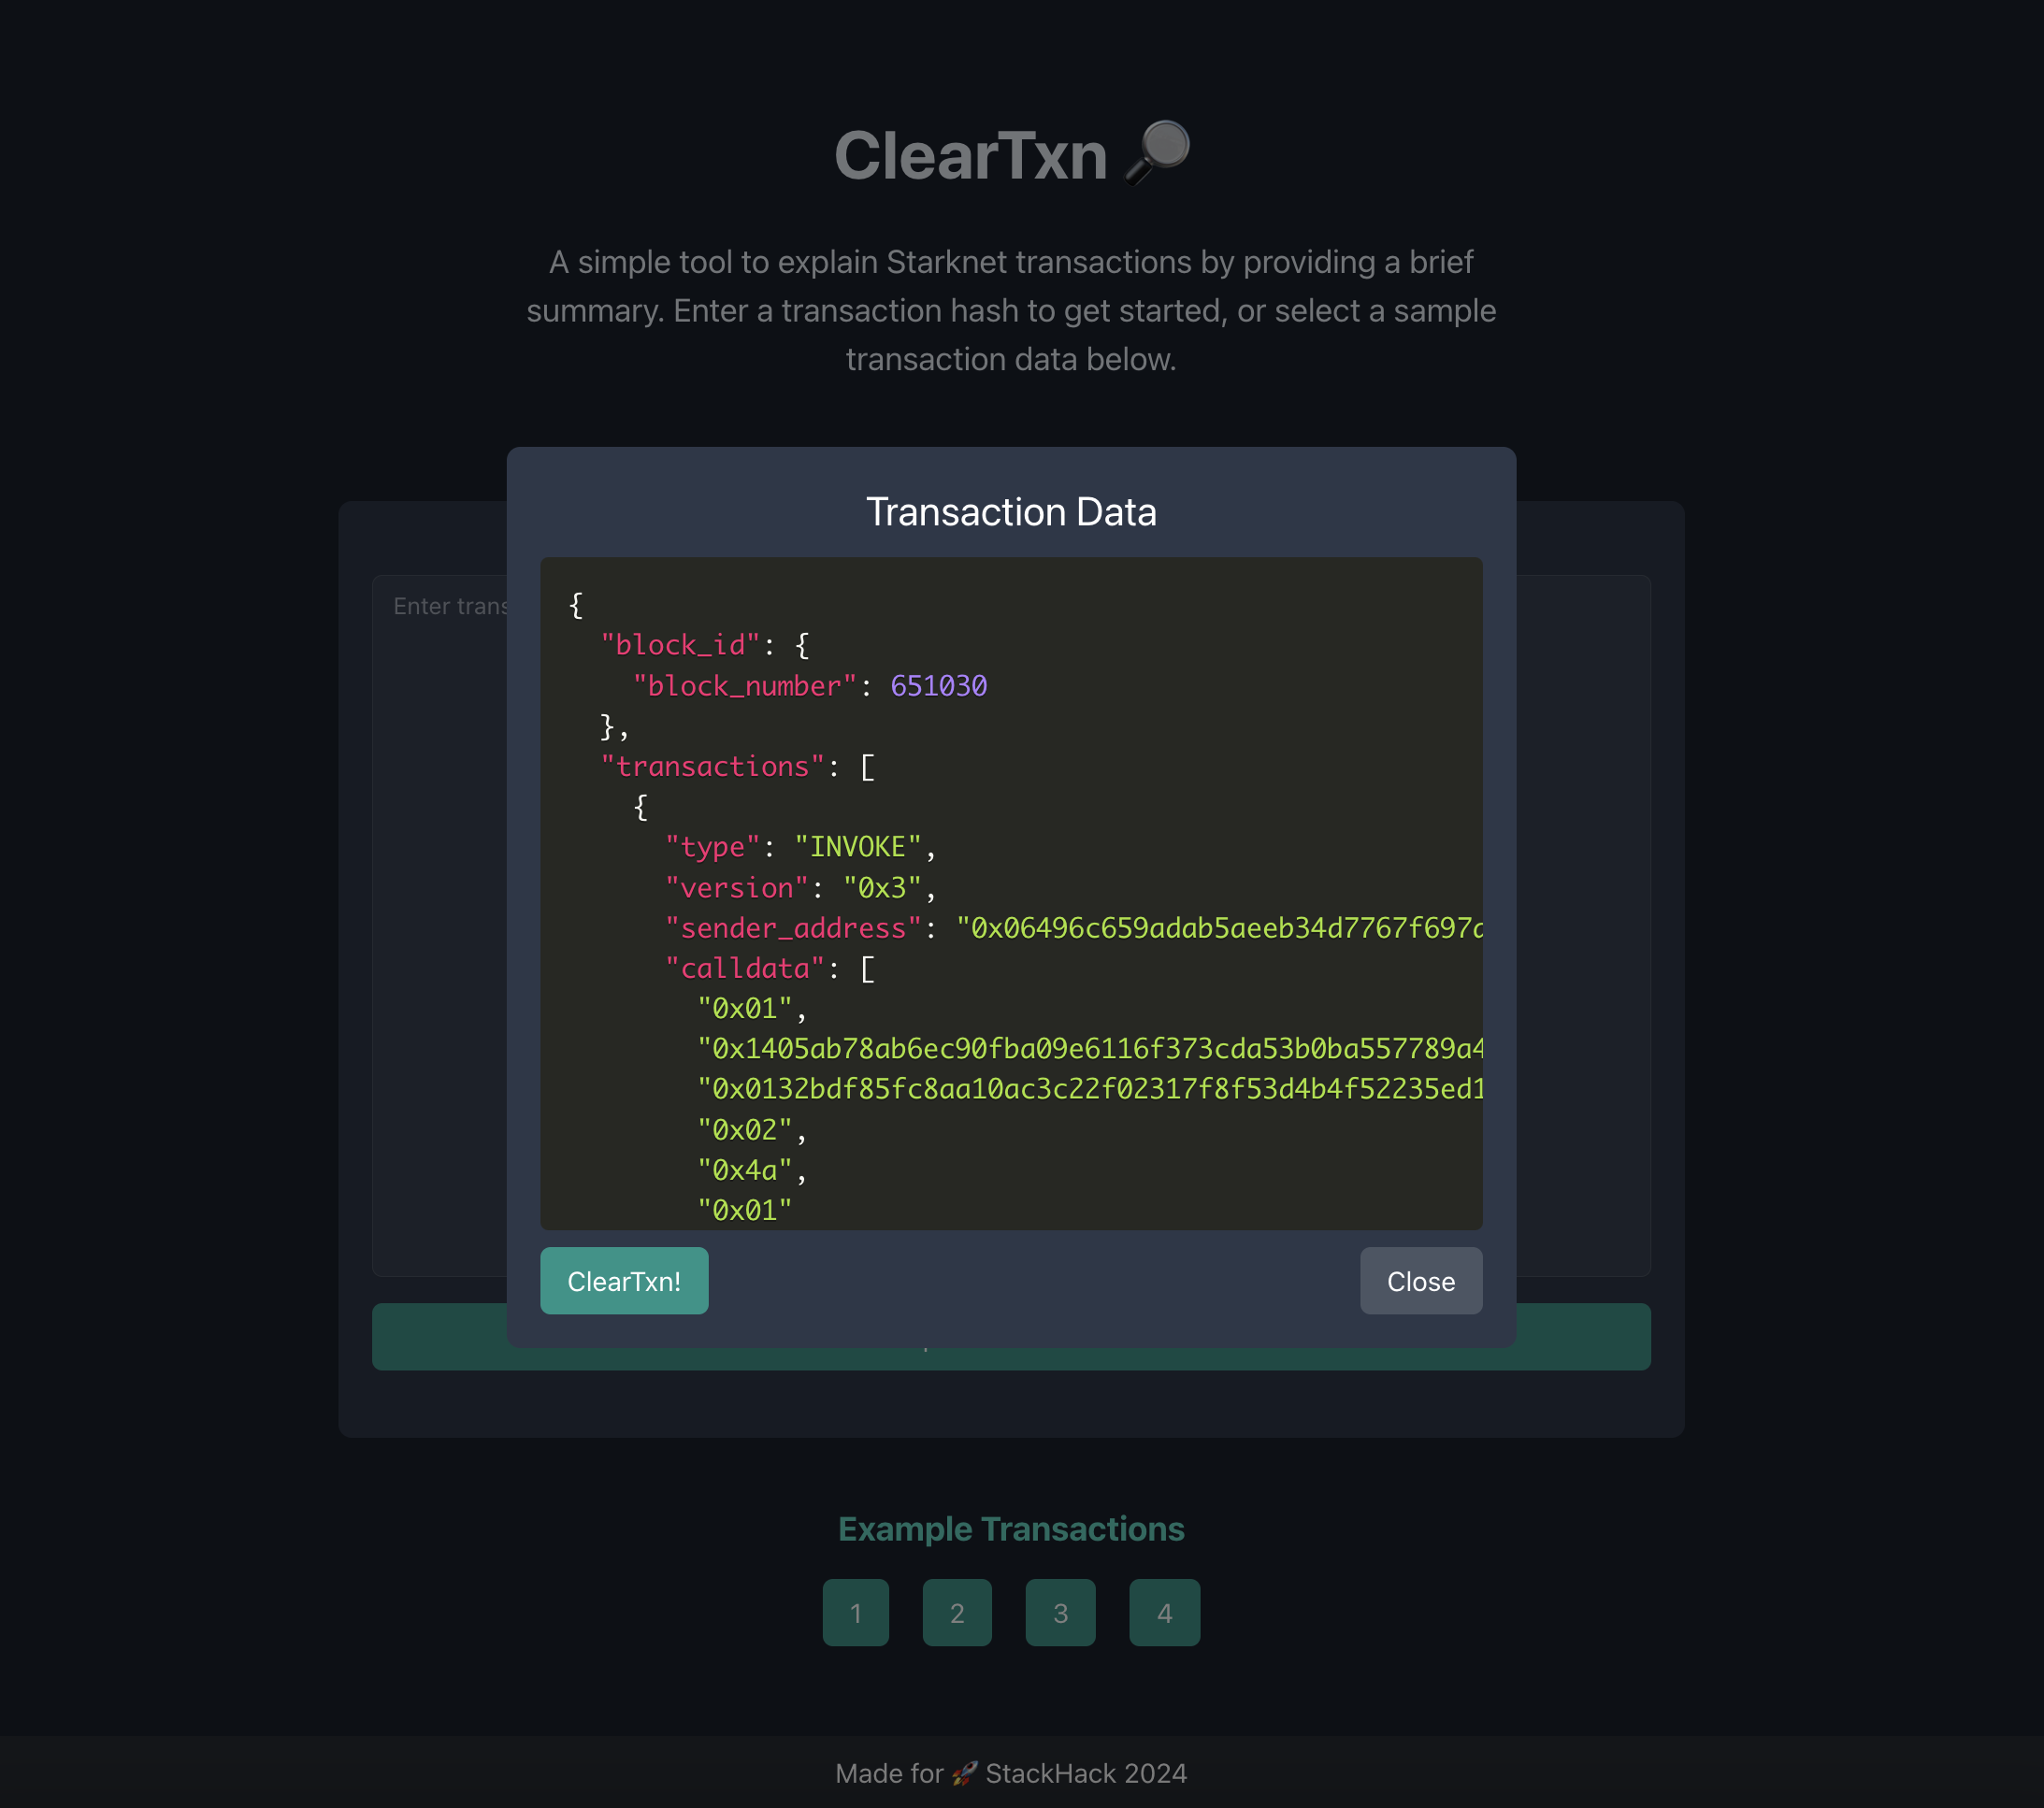 ClearTxn
A simple tool to explain Starknet transactions by providing a brief
summary. Enter a transaction hash to get started, or select a sample
transaction data below.
Transaction Data
Enter trans
{
"block_id": {
"block_number": 651030
},
"transactions": [
{
"type": "INVOKE",
"version": "0x3",
"sender_address": "0x06496c659adab5aeeb34d7767f697c
"calldata": [
"0x01",
"0x1405ab78ab6ec90fba09e6116f373cda53b0ba557789a4
"0x0132bdf85fc8aa10ac3c22f02317f8f53d4b4f52235ed1
"0x02",
"0x4a",
"0x01"
ClearTxn!
Close
Example Transactions
1 2 3 4
Made for 🚀 StackHack 2024